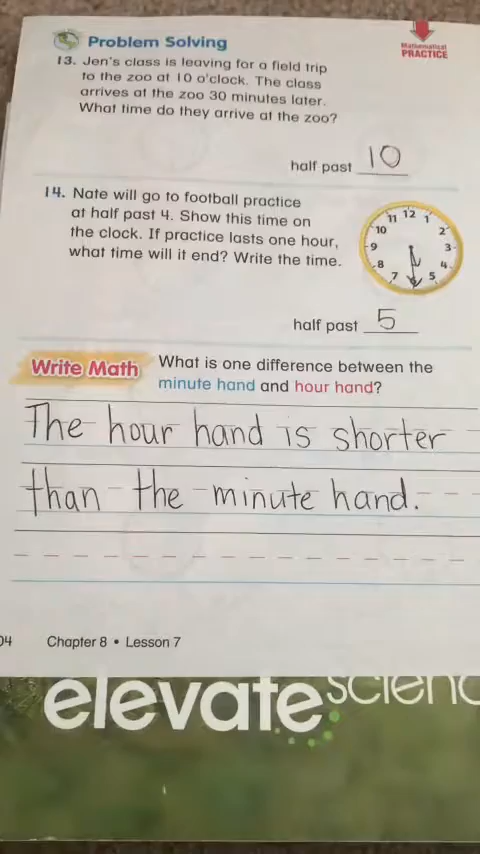 Problem Solving
Mathematical
PRACTICE
13. Jen's class is leaving for a field trip
to the zoo at 10 o'clock. The class
arrives at the zoo 30 minutes later.
What time do they arrive at the zoo?
half past 10
14. Nate will go to football practice
at half past 4. Show this time on
the clock. If practice lasts one hour,
what time will it end? Write the time.
11 12 1
10 2
9 3
8 4
7 5
half past 5
Write Math What is one difference between the
minute hand and hour hand?
The hour hand is shorter
than the minute hand.
04 Chapter 8 • Lesson 7
elevate scienc